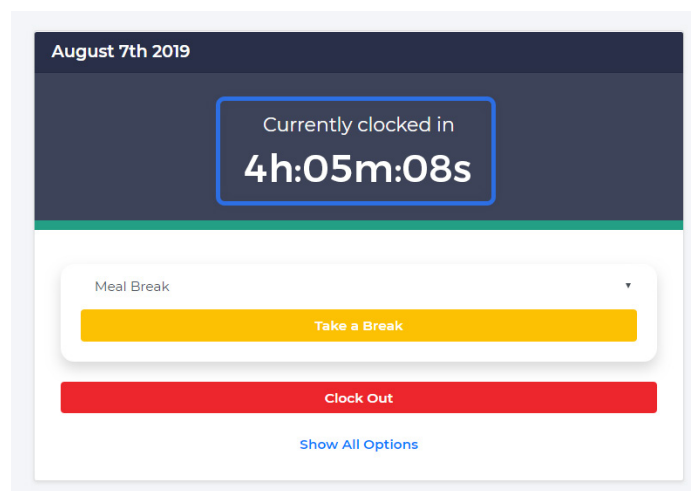 August 7th 2019
Currently clocked in
4h:05m:08s
Meal Break
Take a Break
Clock Out
Show All Options